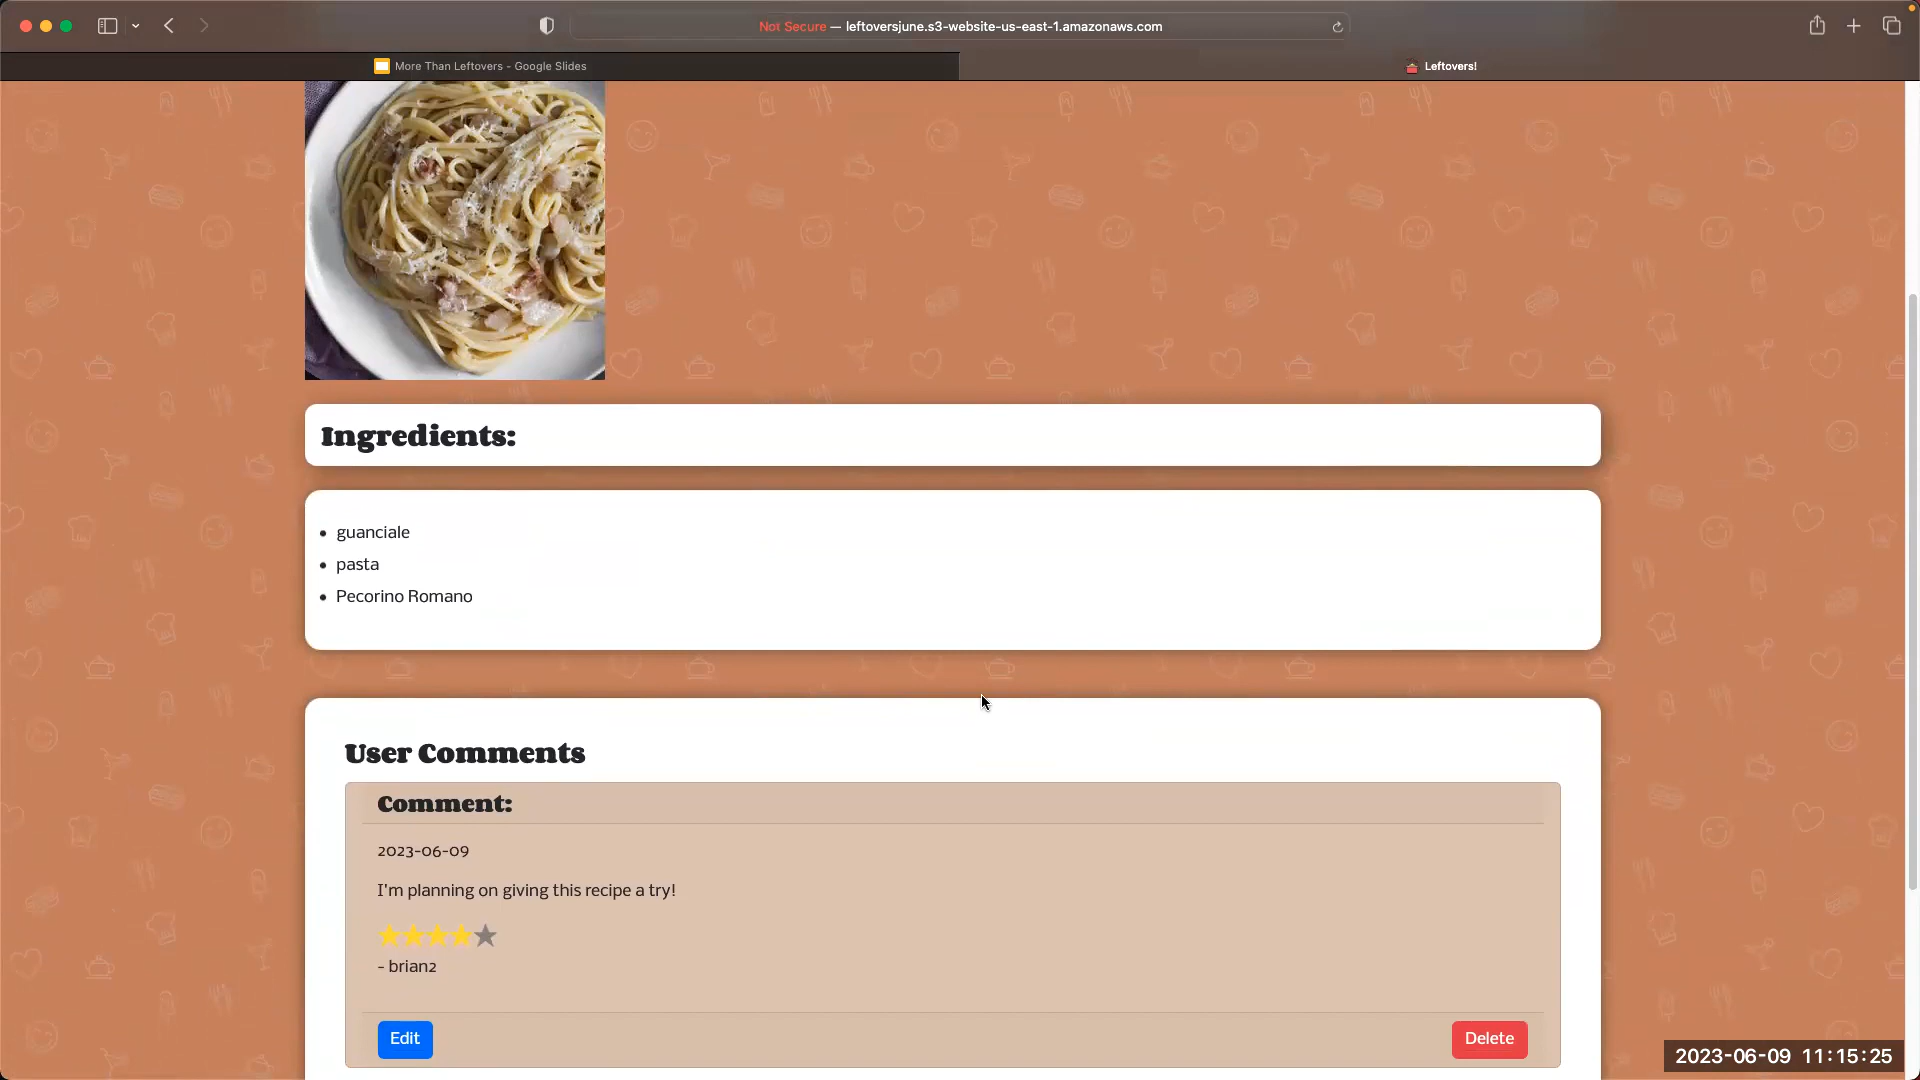 Not Secure — leftoversjune.s3-website-us-east-1.amazonaws.com
More Than Leftovers - Google Slides
Leftovers!
Ingredients:
guanciale
pasta
Pecorino Romano
User Comments
Comment:
2023-06-09
I'm planning on giving this recipe a try!
- brian2
Edit
Delete
2023-06-09 11:15:25